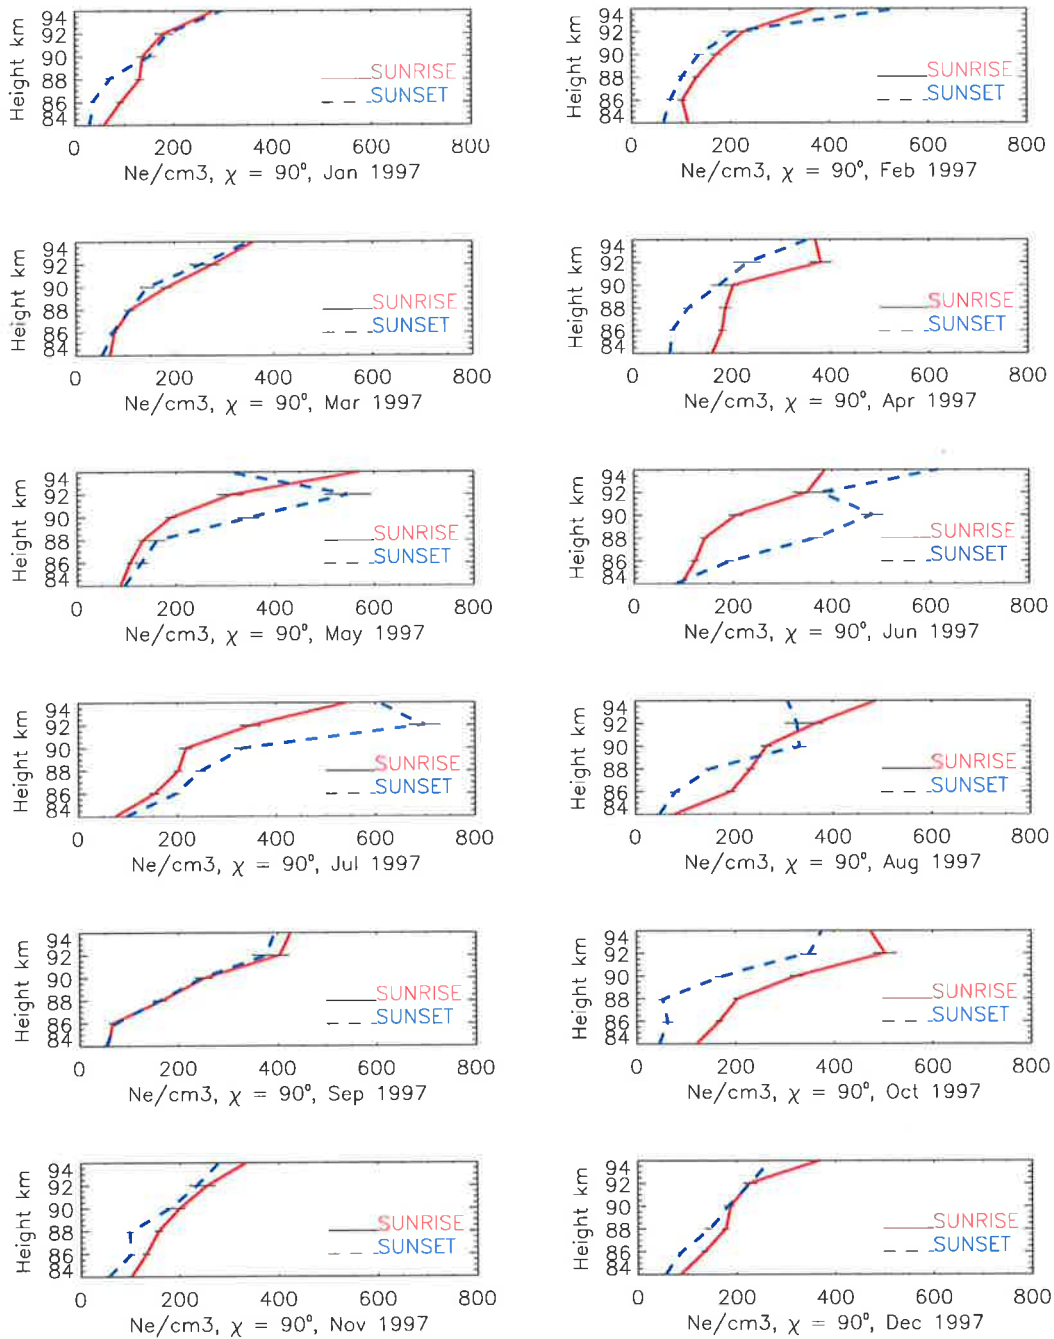 Height km
94
92
90
88
86
84
SUNRISE
SUNSET
0 200 400 600 800
Ne/cm3, χ = 90°, Jan 1997
Height km
94
92
90
88
86
84
SUNRISE
SUNSET
0 200 400 600 800
Ne/cm3, χ = 90°, Feb 1997
Height km
94
92
90
88
86
84
SUNRISE
SUNSET
0 200 400 600 800
Ne/cm3, χ = 90°, Mar 1997
Height km
94
92
90
88
86
84
SUNRISE
SUNSET
0 200 400 600 800
Ne/cm3, χ = 90°, Apr 1997
Height km
94
92
90
88
86
84
SUNRISE
SUNSET
0 200 400 600 800
Ne/cm3, χ = 90°, May 1997
Height km
94
92
90
88
86
84
SUNRISE
SUNSET
0 200 400 600 800
Ne/cm3, χ = 90°, Jun 1997
Height km
94
92
90
88
86
84
SUNRISE
SUNSET
0 200 400 600 800
Ne/cm3, χ = 90°, Jul 1997
Height km
94
92
90
88
86
84
SUNRISE
SUNSET
0 200 400 600 800
Ne/cm3, χ = 90°, Aug 1997
Height km
94
92
90
88
86
84
SUNRISE
SUNSET
0 200 400 600 800
Ne/cm3, χ = 90°, Sep 1997
Height km
94
92
90
88
86
84
SUNRISE
SUNSET
0 200 400 600 800
Ne/cm3, χ = 90°, Oct 1997
Height km
94
92
90
88
86
84
SUNRISE
SUNSET
0 200 400 600 800
Ne/cm3, χ = 90°, Nov 1997
Height km
94
92
90
88
86
84
SUNRISE
SUNSET
0 200 400 600 800
Ne/cm3, χ = 90°, Dec 1997